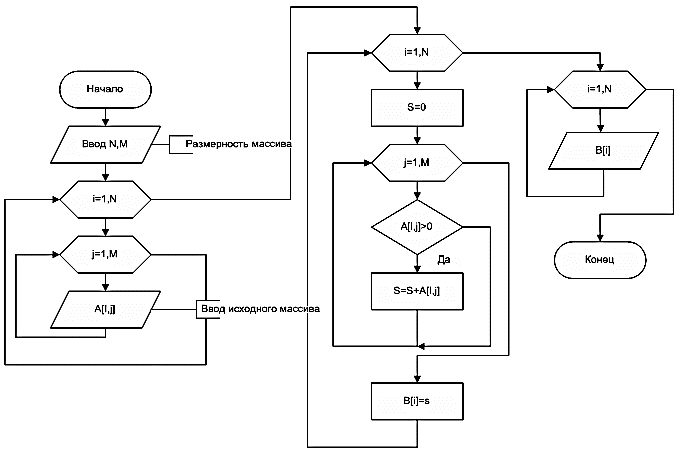 Начало
Ввод N,M
Размерность массива
i=1,N
j=1,M
A[I,j]
Ввод исходного массива
i=1,N
S=0
j=1,M
A[I,j]>0
Да
S=S+A[I,j]
B[i]=s
i=1,N
B[i]
Конец